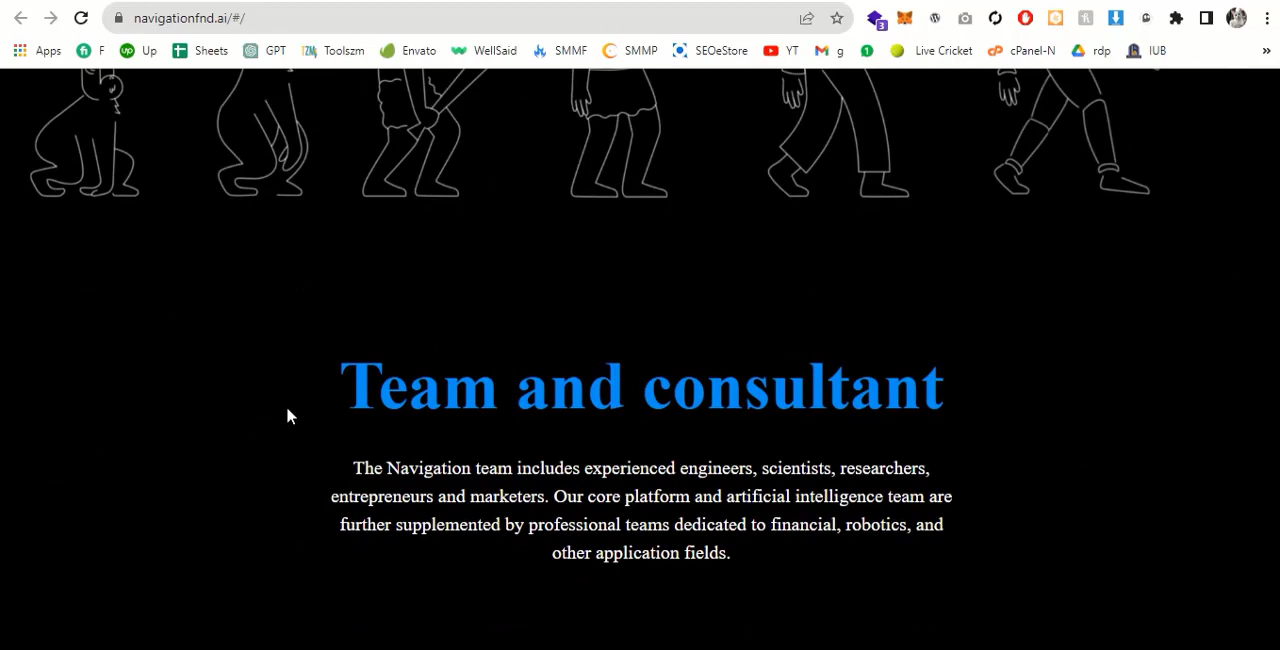 navigationfnd.ai/#/
3
Apps F Up Sheets GPT Toolszm Envato WellSaid SMMF SMMP SEOeStore YT g 1 Live Cricket cPanel-N rdp IUB »
Team and consultant
The Navigation team includes experienced engineers, scientists, researchers,
entrepreneurs and marketers. Our core platform and artificial intelligence team are
further supplemented by professional teams dedicated to financial, robotics, and
other application fields.